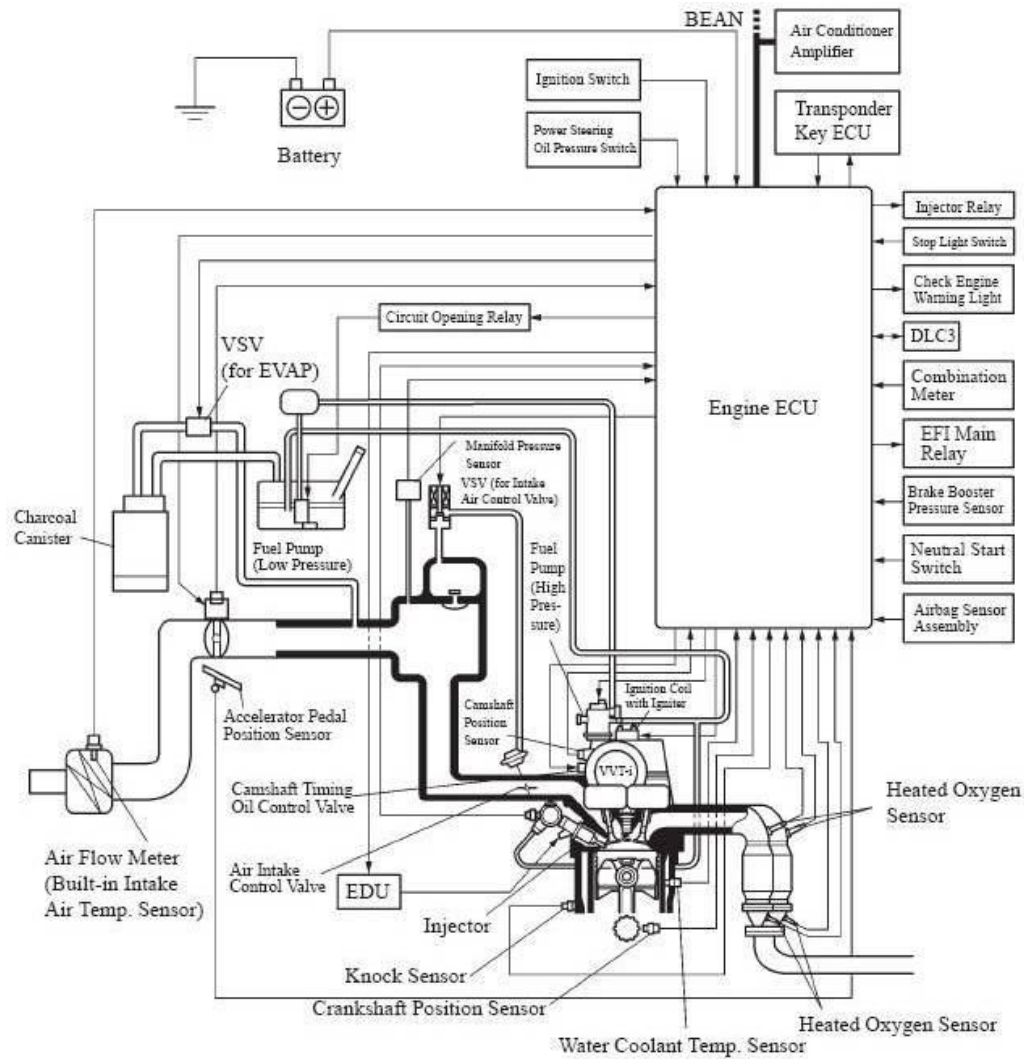 BEAN
Air Conditioner
Amplifier
Ignition Switch
Transponder
Key ECU
Power Steering
Oil Pressure Switch
Battery
Injector Relay
Stop Light Switch
Check Engine
Warning Light
Circuit Opening Relay
DLC3
VSV
(for EVAP)
Combination
Meter
Engine ECU
EFI Main
Relay
Manifold Pressure
Sensor
VSV (for Intake
Air Control Valve)
Brake Booster
Pressure Sensor
Charcoal
Canister
Fuel Pump
(Low Pressure)
Fuel
Pump
(High
Pres-
sure)
Neutral Start
Switch
Airbag Sensor
Assembly
Ignition Coil
with Igniter
Accelerator Pedal
Position Sensor
Camshaft
Position
Sensor
VVT-i
Camshaft Timing
Oil Control Valve
Heated Oxygen
Sensor
Air Flow Meter
(Built-in Intake
Air Temp. Sensor)
Air Intake
Control Valve
EDU
Injector
Knock Sensor
Crankshaft Position Sensor
Heated Oxygen Sensor
Water Coolant Temp. Sensor